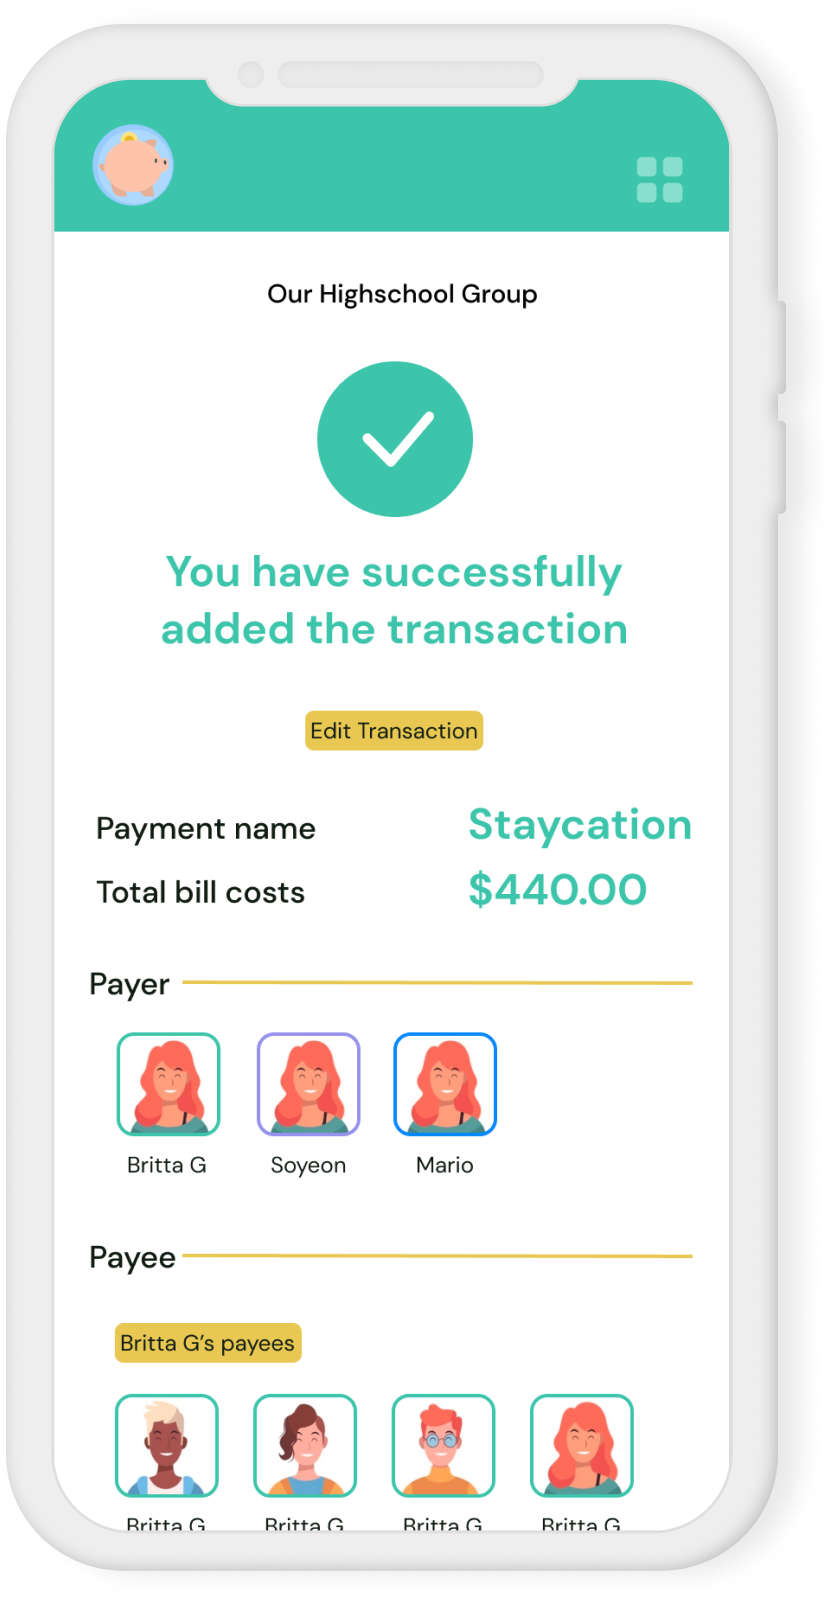 Our Highschool Group
You have successfully
added the transaction
Edit Transaction
Payment name Staycation
Total bill costs $440.00
Payer
Britta G Soyeon Mario
Payee
Britta G’s payees
Britta G Britta G Britta G Britta G